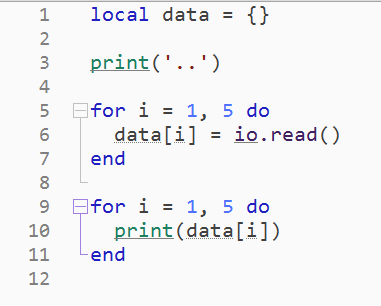 1 local data = {}
2
3 print('..')
4
5 for i = 1, 5 do
6   data[i] = io.read()
7 end
8
9 for i = 1, 5 do
10   print(data[i])
11 end
12